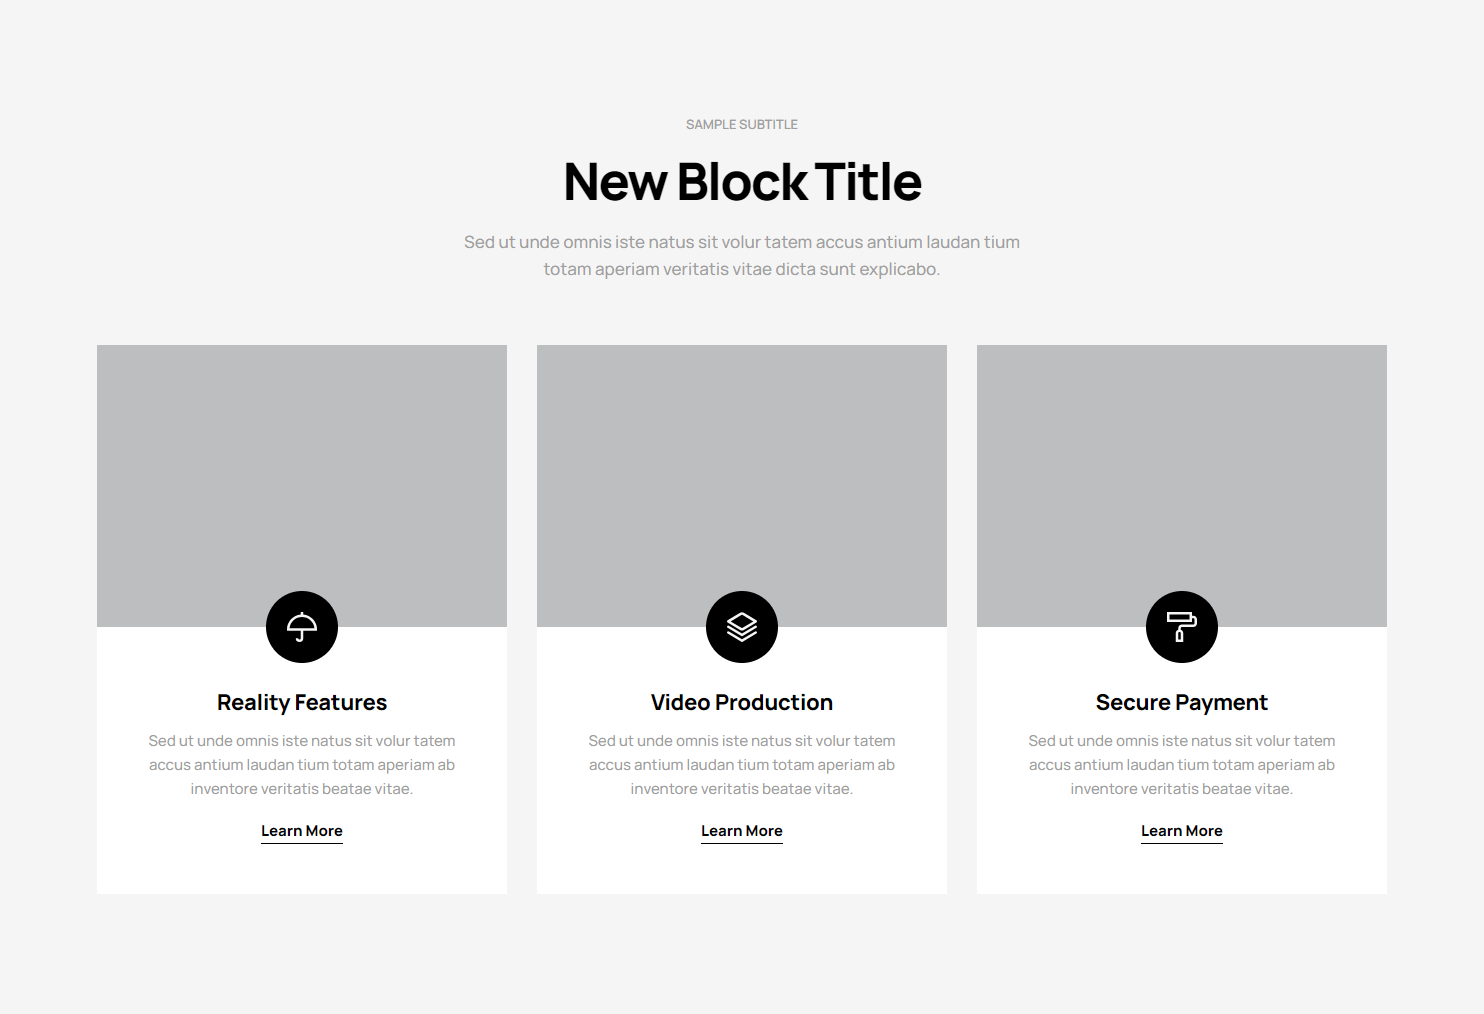 SAMPLE SUBTITLE
New Block Title
Sed ut unde omnis iste natus sit volur tatem accus antium laudan tium
totam aperiam veritatis vitae dicta sunt explicabo.
Reality Features
Sed ut unde omnis iste natus sit volur tatem
accus antium laudan tium totam aperiam ab
inventore veritatis beatae vitae.
Learn More
Video Production
Sed ut unde omnis iste natus sit volur tatem
accus antium laudan tium totam aperiam ab
inventore veritatis beatae vitae.
Learn More
Secure Payment
Sed ut unde omnis iste natus sit volur tatem
accus antium laudan tium totam aperiam ab
inventore veritatis beatae vitae.
Learn More